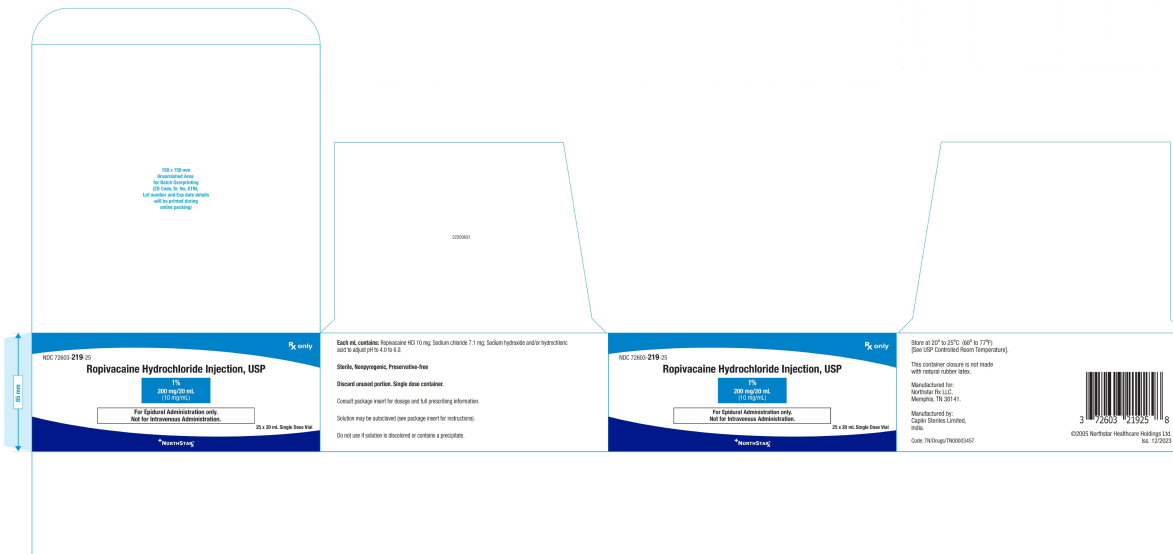 158 x 138 mm
Unvarnished Area
for Batch Overprinting
(2D Code, Sr. No, GTIN,
Lot number and Exp date details
will be printed during
online packing)
22200001
65 mm
Rx only
NDC 72603-219-25
Ropivacaine Hydrochloride Injection, USP
1%
200 mg/20 mL
(10 mg/mL)
For Epidural Administration only.
Not for Intravenous Administration.
25 x 20 mL Single Dose Vial
NORTHSTAR
Each mL contains: Ropivacaine HCl 10 mg; Sodium chloride 7.1 mg; Sodium hydroxide and/or hydrochloric
acid to adjust pH to 4.0 to 6.0.
Sterile, Nonpyrogenic, Preservative-free
Discard unused portion. Single dose container.
Consult package insert for dosage and full prescribing information.
Solution may be autoclaved (see package insert for instructions).
Do not use if solution is discolored or contains a precipitate.
Rx only
NDC 72603-219-25
Ropivacaine Hydrochloride Injection, USP
1%
200 mg/20 mL
(10 mg/mL)
For Epidural Administration only.
Not for Intravenous Administration.
25 x 20 mL Single Dose Vial
NORTHSTAR
Store at 20° to 25°C (68° to 77°F)
[See USP Controlled Room Temperature].
This container closure is not made
with natural rubber latex.
Manufactured for:
Northstar Rx LLC,
Memphis, TN 38141.
Manufactured by:
Caplin Steriles Limited,
India.
Code: TN/Drugs/TN00003457
3 72603 21925 8
©2005 Northstar Healthcare Holdings Ltd.
Iss. 12/2023